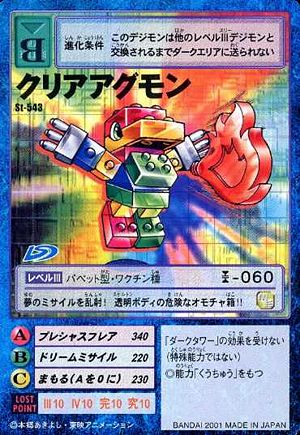 B
進化条件
このデジモンは他のレベルⅢデジモンと
交換されるまでダークエリアに送られない
クリアアグモン
St-543
レベルⅢ
パペット型・ワクチン種
エ-060
夢のミサイルを乱射! 透明ボディの危険なオモチャ箱!!
A プレシャスフレア 340
B ドリームミサイル 220
C まもる(Aを0に) 230
「ダークタワー」の効果を受けない
(特殊能力ではない)
◎能力「くうちゅう」をもつ
LOST POINT Ⅲ10 Ⅳ10 完10 究10
©本郷あきよし・東映アニメーション
BANDAI 2001 MADE IN JAPAN